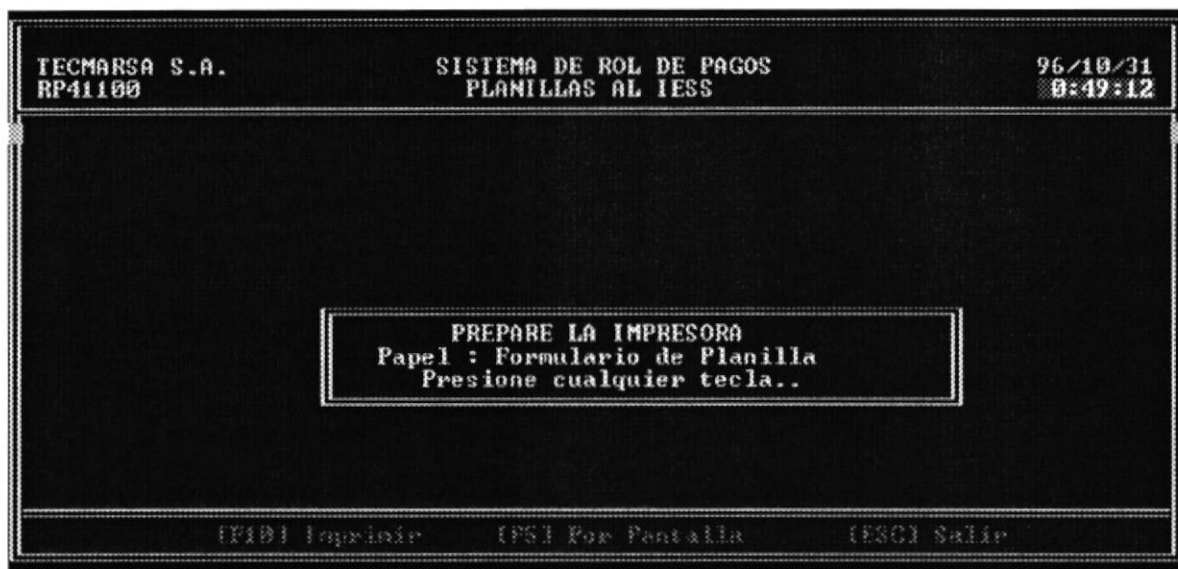 TECMARSA S.A. SISTEMA DE ROL DE PAGOS 96/10/31
RP41100 PLANILLAS AL IESS 0:49:12
PREPARE LA IMPRESORA
Papel : Formulario de Planilla
Presione cualquier tecla..
[F10] Imprimir [F5] Por Pantalla [ESC] Salir